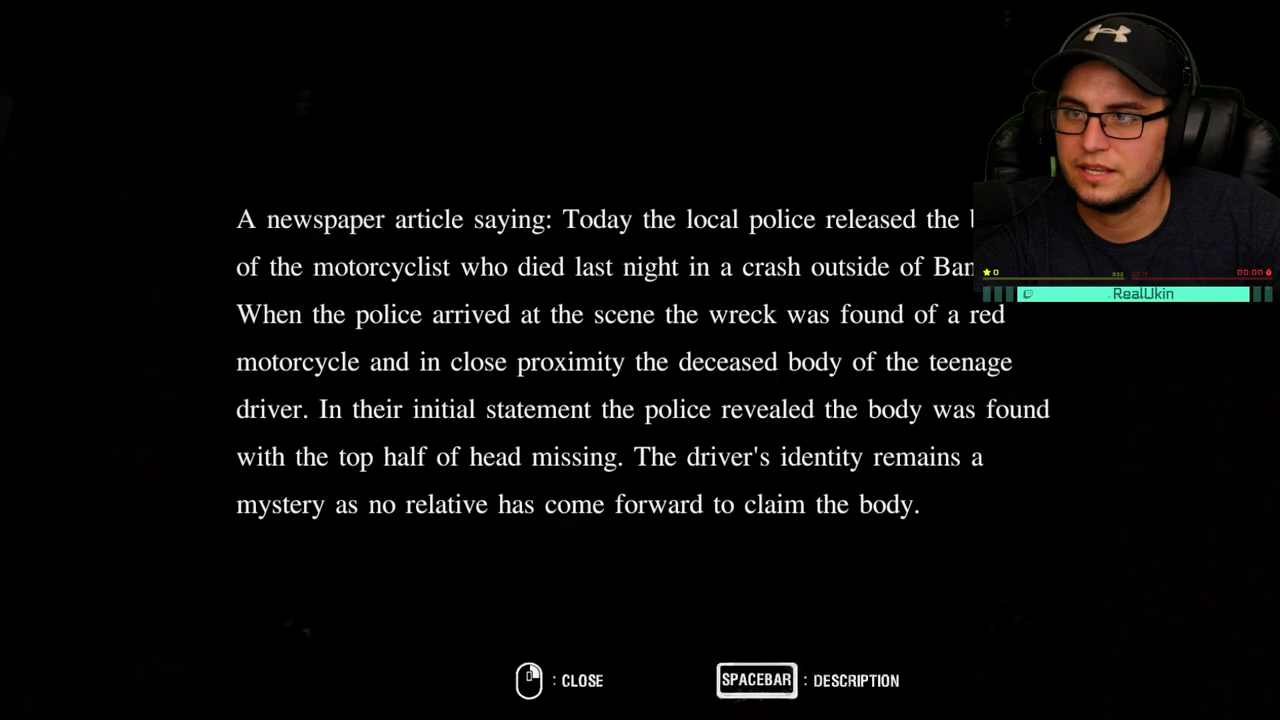 A newspaper article saying: Today the local police released the
of the motorcyclist who died last night in a crash outside of
When the police arrived at the scene the wreck was found of a red
motorcycle and in close proximity the deceased body of the teenage
driver. In their initial statement the police revealed the body was found
with the top half of head missing. The driver's identity remains a
mystery as no relative has come forward to claim the body.
0
00:00
RealUkin
: CLOSE
SPACEBAR : DESCRIPTION